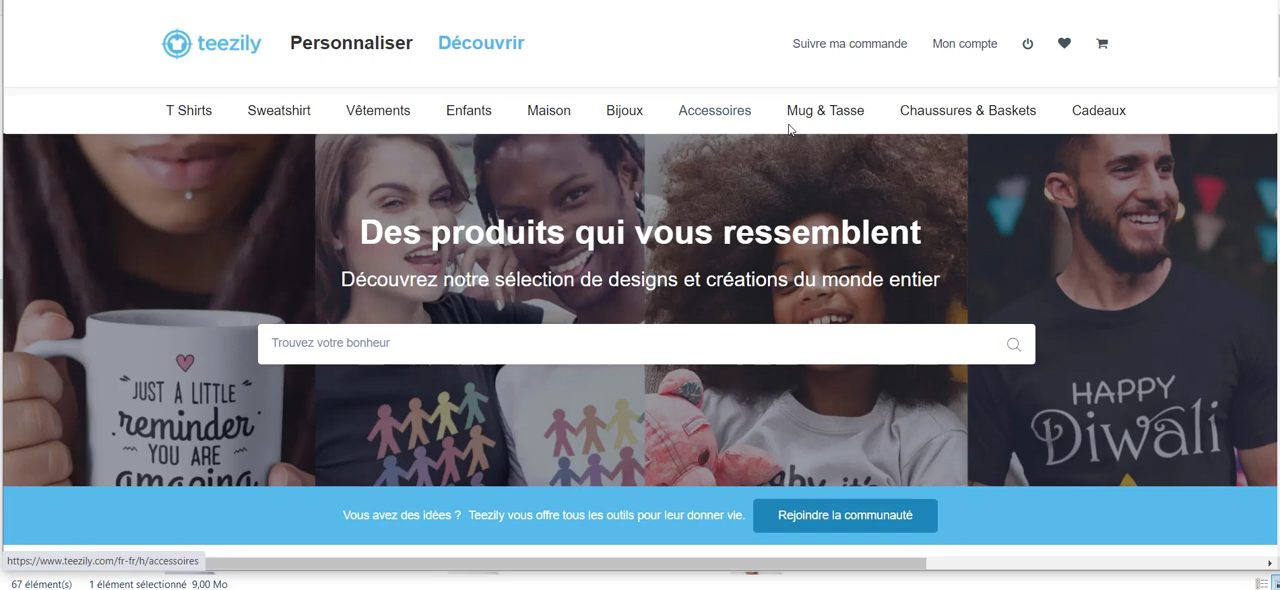 teezily Personnaliser Découvrir Suivre ma commande Mon compte
T Shirts Sweatshirt Vêtements Enfants Maison Bijoux Accessoires Mug & Tasse Chaussures & Baskets Cadeaux
Des produits qui vous ressemblent
Découvrez notre sélection de designs et créations du monde entier
Trouvez votre bonheur
"JUST A LITTLE"
reminder
YOU ARE
amazing
HAPPY
Diwali
Vous avez des idées ? Teezily vous offre tous les outils pour leur donner vie. Rejoindre la communauté
https://www.teezily.com/fr-fr/h/accessoires
67 élément(s) 1 élément sélectionné 9,00 Mo